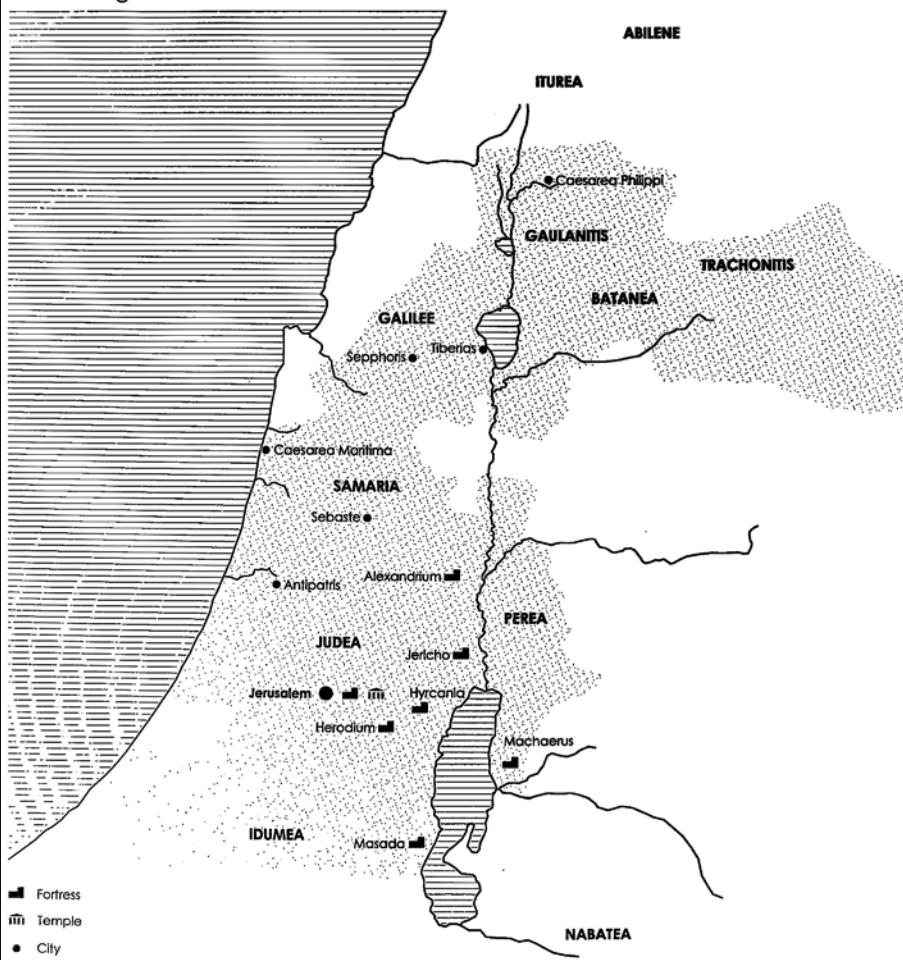 ABILENE
ITUREA
Caesarea Philippi
GAULANITIS
TRACHONITIS
BATANEA
GALILEE
Sepphoris
Tiberias
Caesarea Maritima
SAMARIA
Sebaste
Alexandrium
Antipatris
PEREA
JUDEA
Jericho
Jerusalem
Hyrcania
Herodium
Machaerus
IDUMEA
Masada
Fortress
Temple
City
NABATEA